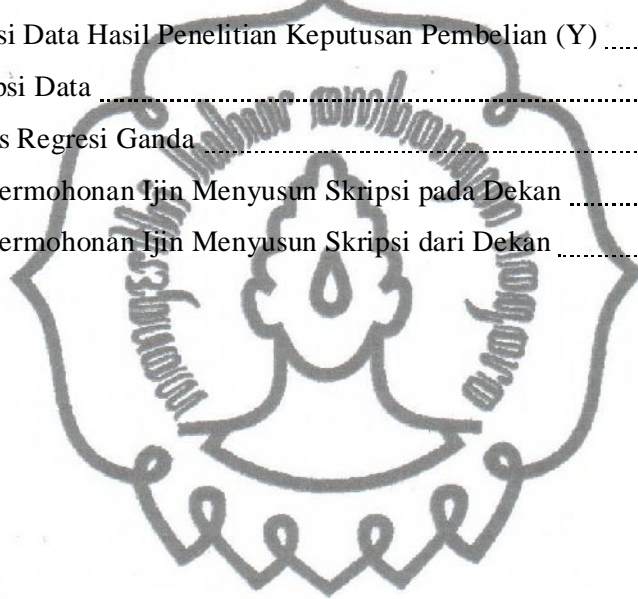 si Data Hasil Penelitian Keputusan Pembelian (Y)
psi Data
s Regresi Ganda
ermohonan Ijin Menyusun Skripsi pada Dekan
ermohonan Ijin Menyusun Skripsi dari Dekan